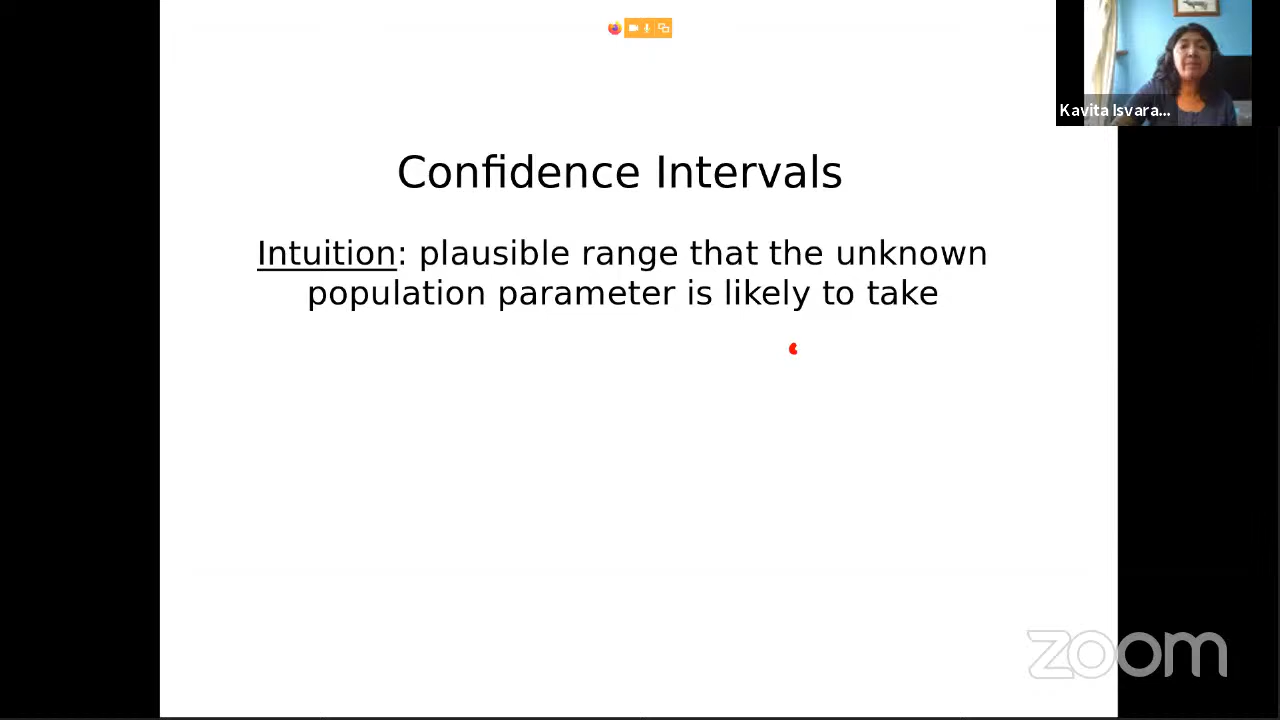 Kavita Isvara...
Confidence Intervals
Intuition: plausible range that the unknown
population parameter is likely to take
zoom